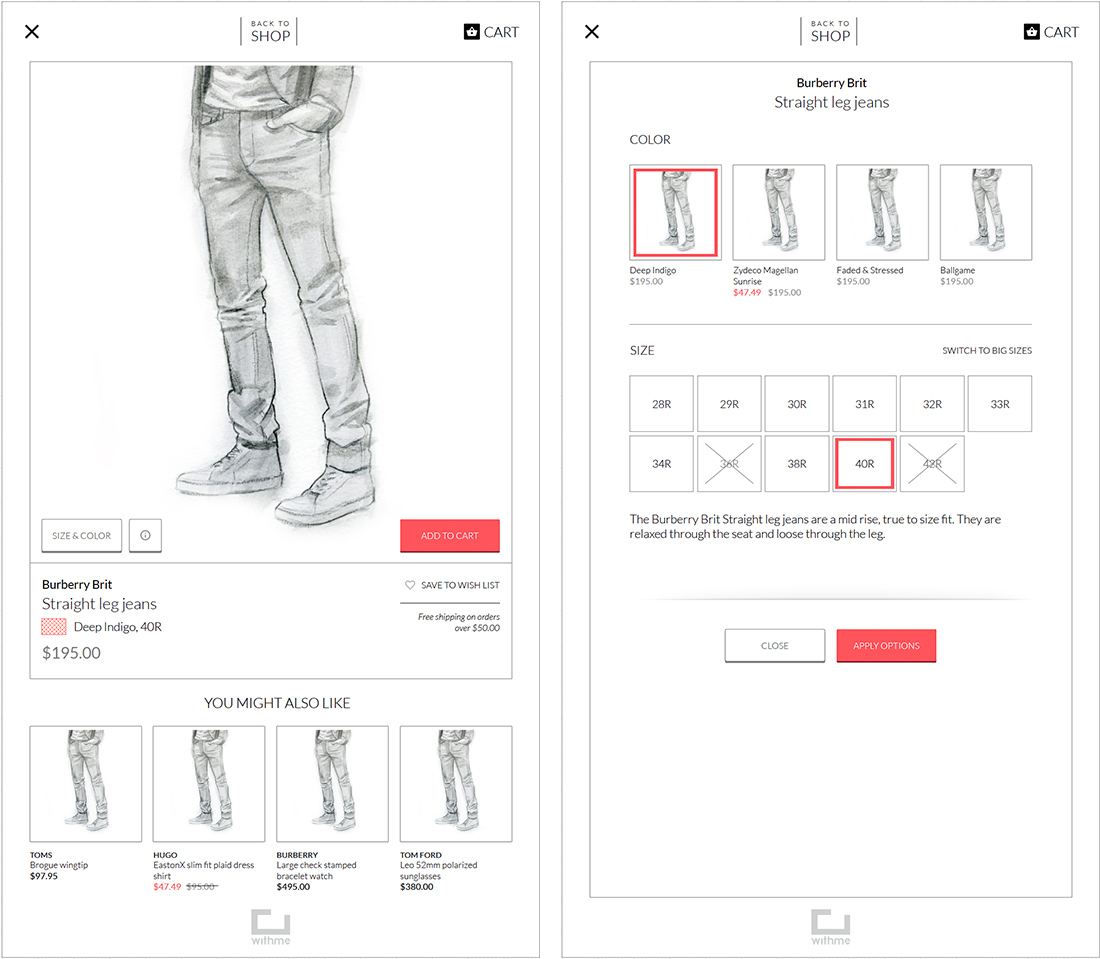 BACK TO
SHOP
CART
SIZE & COLOR
ADD TO CART
Burberry Brit
SAVE TO WISH LIST
Straight leg jeans
Deep Indigo, 40R
Free shipping on orders
over $50.00
$195.00
YOU MIGHT ALSO LIKE
TOMS
Brogue wingtip
$97.95
HUGO
EastonX slim fit plaid dress
shirt
$47.49 $95.00
BURBERRY
Large check stamped
bracelet watch
$495.00
TOM FORD
Leo 52mm polarized
sunglasses
$380.00
withme
BACK TO
SHOP
CART
Burberry Brit
Straight leg jeans
COLOR
Deep Indigo
$195.00
Zydeco Magellan
Sunrise
$47.49 $195.00
Faded & Stressed
$195.00
Ballgame
$195.00
SIZE
SWITCH TO BIG SIZES
28R 29R 30R 31R 32R 33R
34R 36R 38R 40R 42R
The Burberry Brit Straight leg jeans are a mid rise, true to size fit. They are
relaxed through the seat and loose through the leg.
CLOSE
APPLY OPTIONS
withme